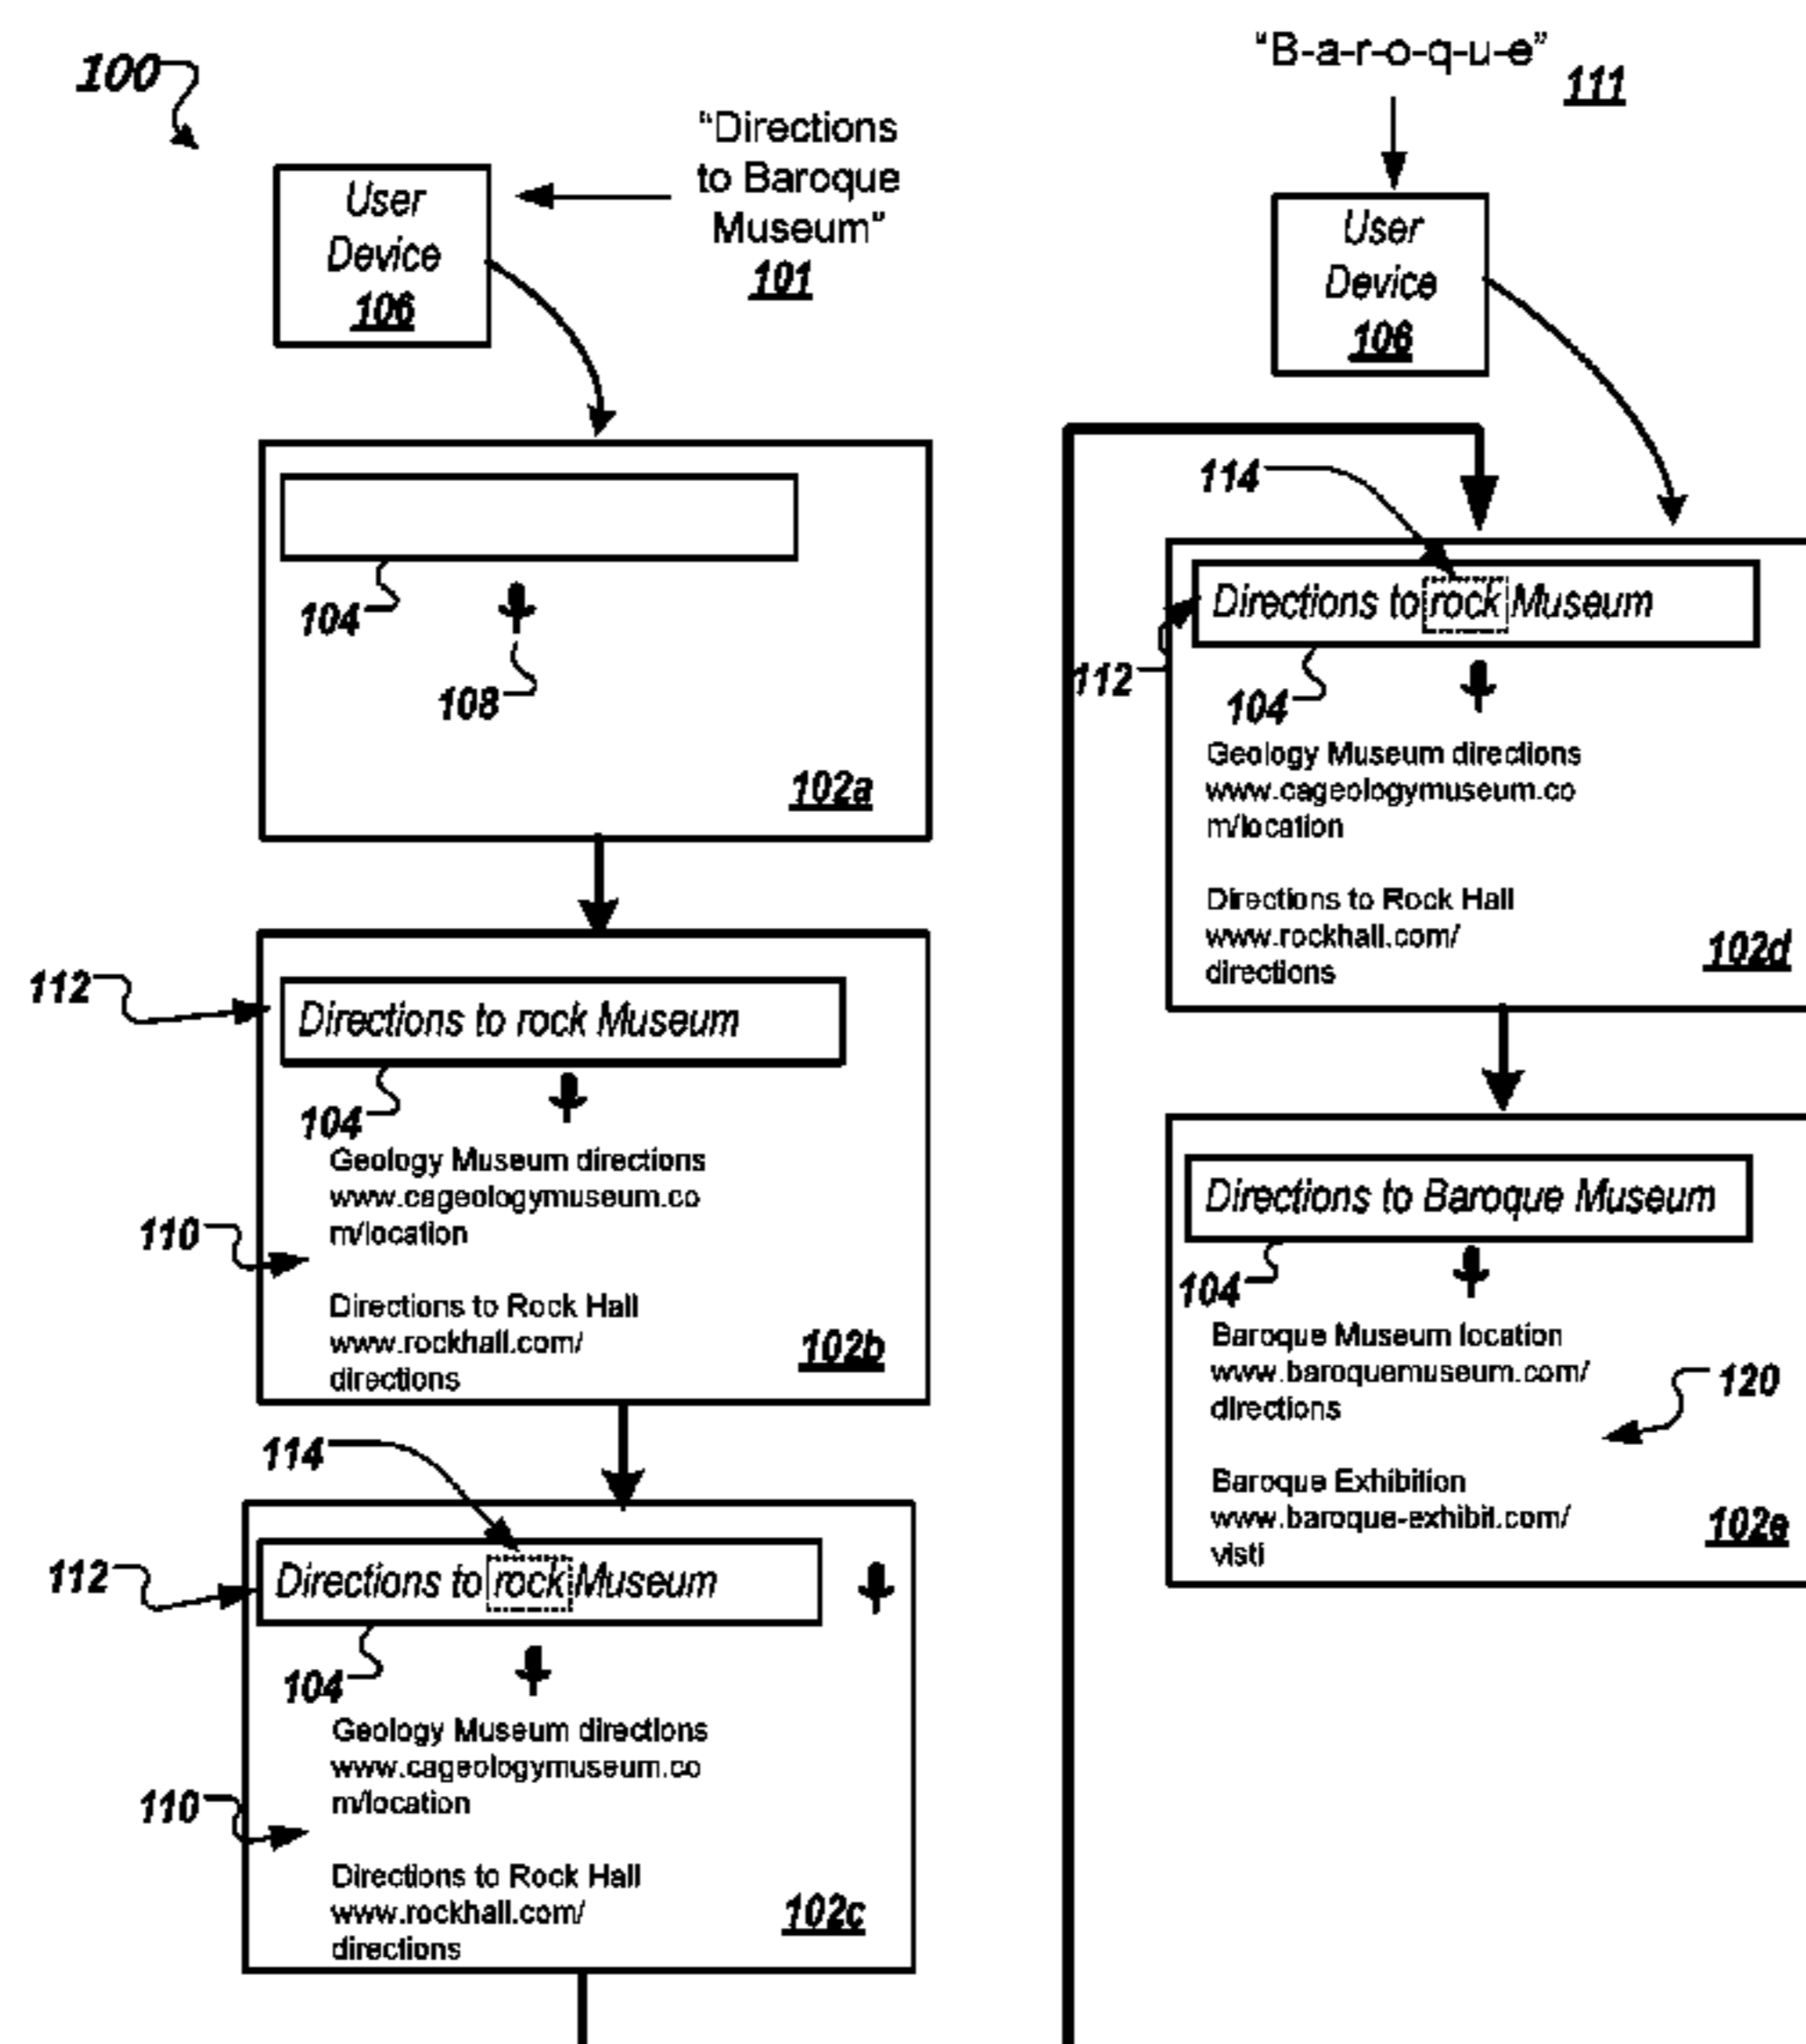 100
“Directions
to Baroque
Museum”
101
User
Device
106
104
108
102a
112
Directions to rock Museum
104
Geology Museum directions
www.cageologymuseum.co
m/location
110
Directions to Rock Hall
www.rockhall.com/
directions
102b
114
112
Directions to rock Museum
104
Geology Museum directions
www.cageologymuseum.co
m/location
110
Directions to Rock Hall
www.rockhall.com/
directions
102c
“B-a-r-o-q-u-e”
111
User
Device
106
114
Directions to rock Museum
112
104
Geology Museum directions
www.cageologymuseum.co
m/location
Directions to Rock Hall
www.rockhall.com/
directions
102d
Directions to Baroque Museum
104
Baroque Museum location
www.baroquemuseum.com/
directions
120
Baroque Exhibition
www.baroque-exhibit.com/
visti
102e